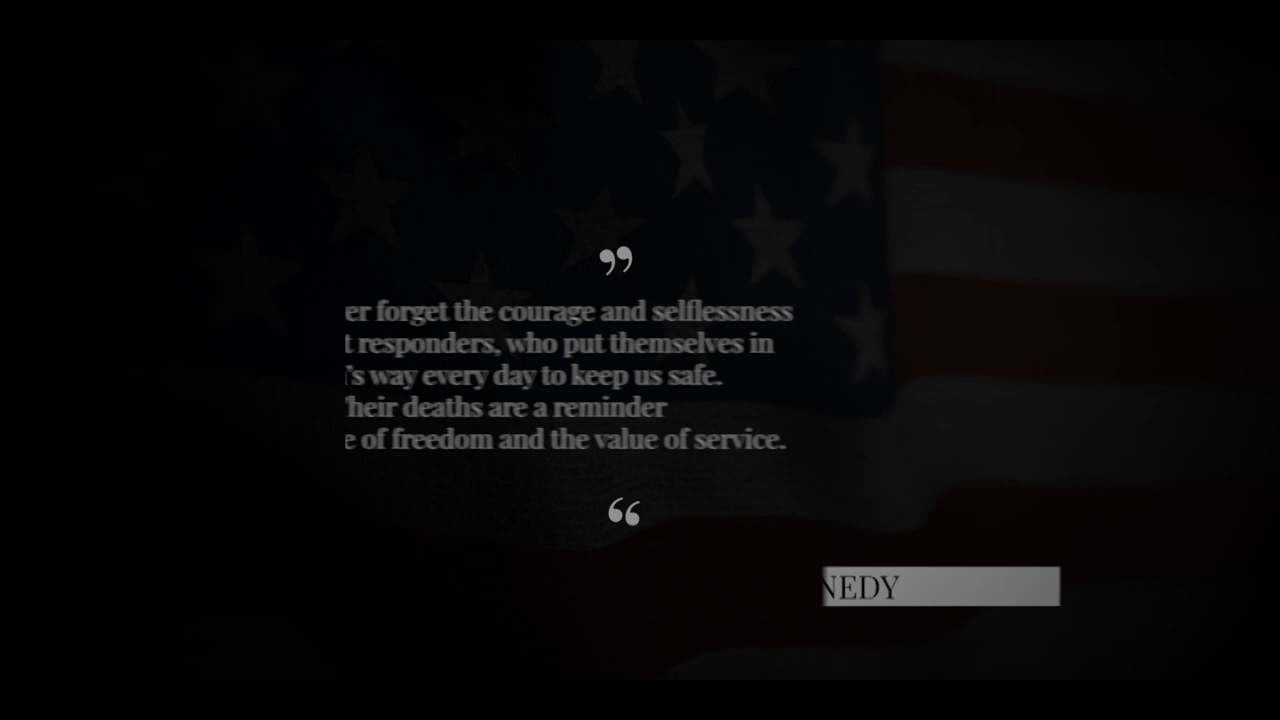 ”
er forget the courage and selflessness
t responders, who put themselves in
's way every day to keep us safe.
heir deaths are a reminder
e of freedom and the value of service.
“
NEDY